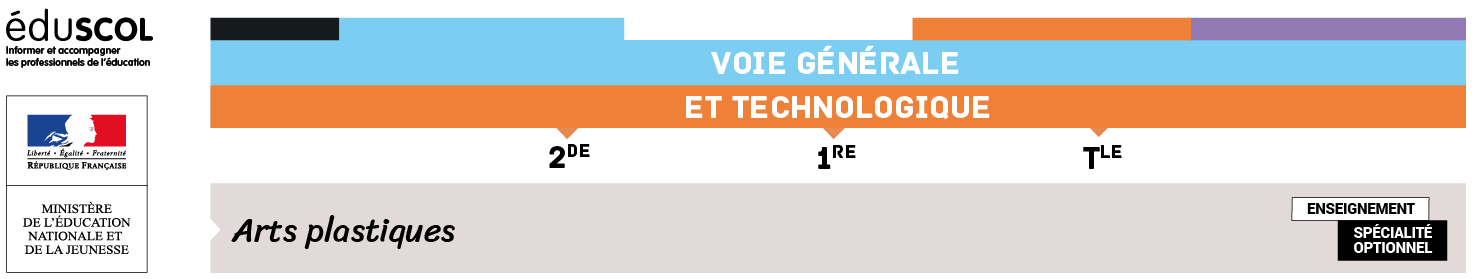 éduSCOL
Informer et accompagner
les professionnels de l'éducation
VOIE GÉNÉRALE
ET TECHNOLOGIQUE
2DE 1RE TLE
Liberté • Égalité • Fraternité
RÉPUBLIQUE FRANÇAISE
MINISTÈRE
DE L'ÉDUCATION
NATIONALE ET
DE LA JEUNESSE
Arts plastiques
ENSEIGNEMENT
SPÉCIALITÉ
OPTIONNEL